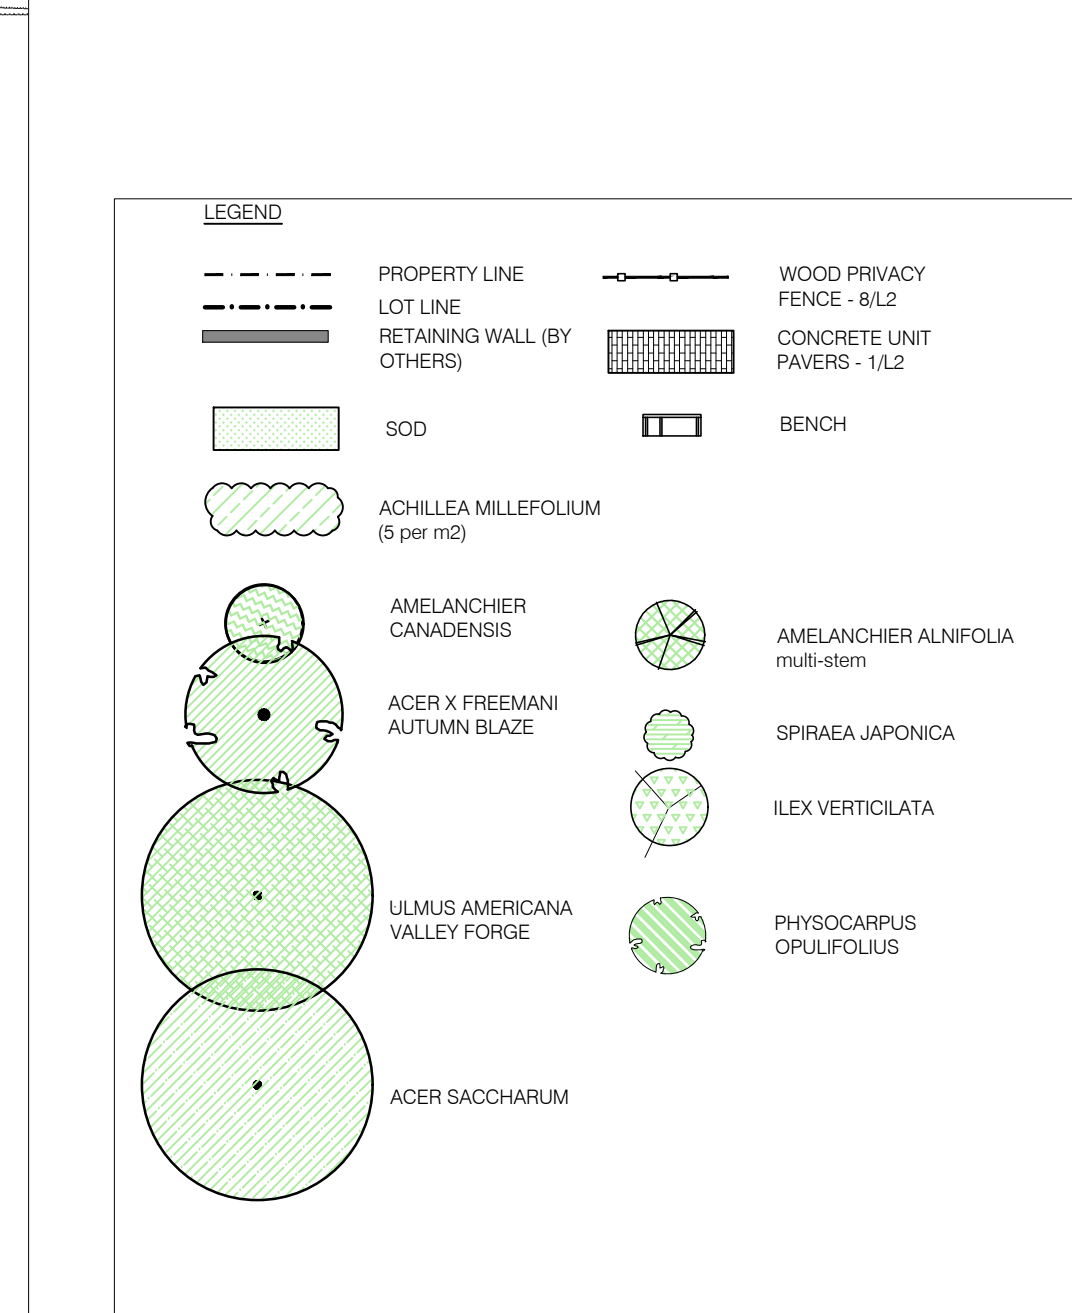 LEGEND
PROPERTY LINE
LOT LINE
RETAINING WALL (BY
OTHERS)
SOD
ACHILLEA MILLEFOLIUM
(5 per m2)
AMELANCHIER
CANADENSIS
ACER X FREEMANI
AUTUMN BLAZE
ULMUS AMERICANA
VALLEY FORGE
ACER SACCHARUM
WOOD PRIVACY
FENCE - 8/L2
CONCRETE UNIT
PAVERS - 1/L2
BENCH
AMELANCHIER ALNIFOLIA
multi-stem
SPIRAEA JAPONICA
ILEX VERTICILATA
PHYSOCARPUS
OPULIFOLIUS